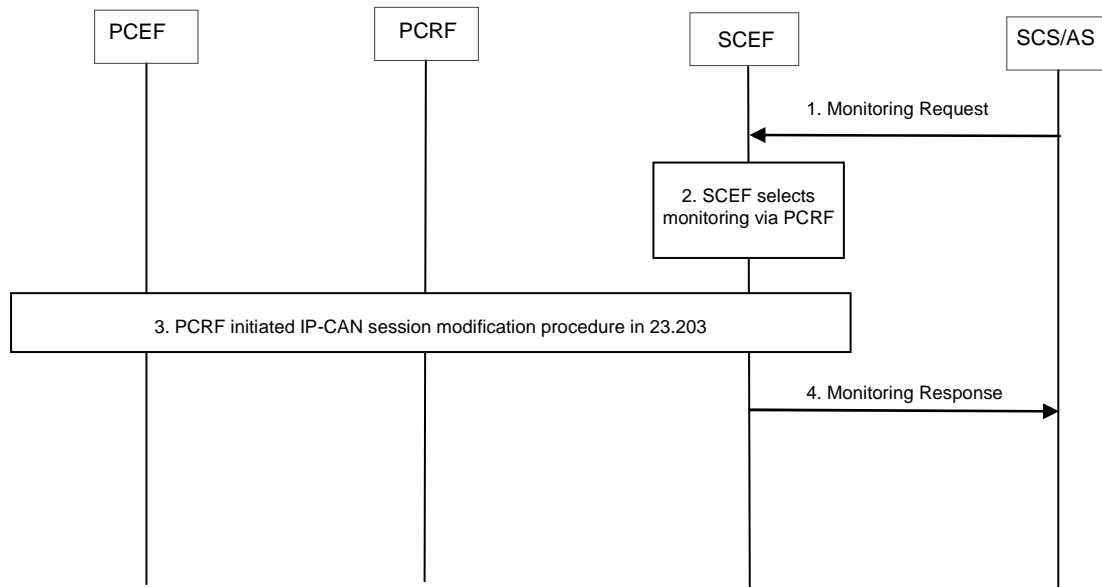 PCEF
PCRF
SCEF
SCS/AS
1. Monitoring Request
2. SCEF selects
monitoring via PCRF
3. PCRF initiated IP-CAN session modification procedure in 23.203
4. Monitoring Response